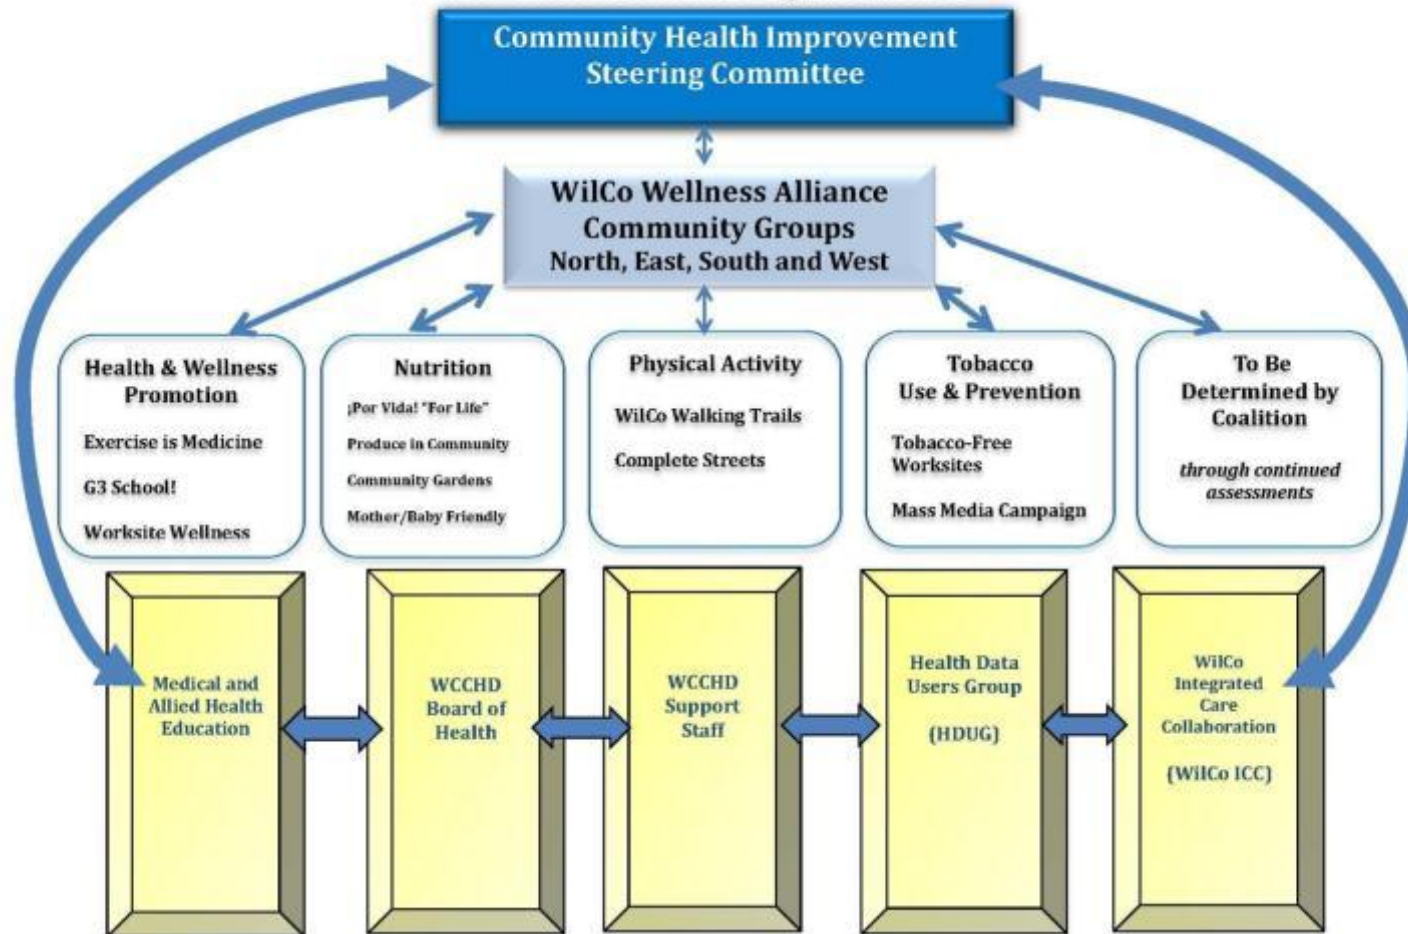 Community Health Improvement
Steering Committee
WilCo Wellness Alliance
Community Groups
North, East, South and West
Health & Wellness
Promotion
Exercise is Medicine
G3 School!
Worksite Wellness
Nutrition
¡Por Vida! "For Life"
Produce in Community
Community Gardens
Mother/Baby Friendly
Physical Activity
WilCo Walking Trails
Complete Streets
Tobacco
Use & Prevention
Tobacco-Free
Worksites
Mass Media Campaign
To Be
Determined by
Coalition
through continued
assessments
Medical and
Allied Health
Education
WCCHD
Board of
Health
WCCHD
Support
Staff
Health Data
Users Group
(HDUG)
WilCo
Integrated
Care
Collaboration
(WilCo ICC)